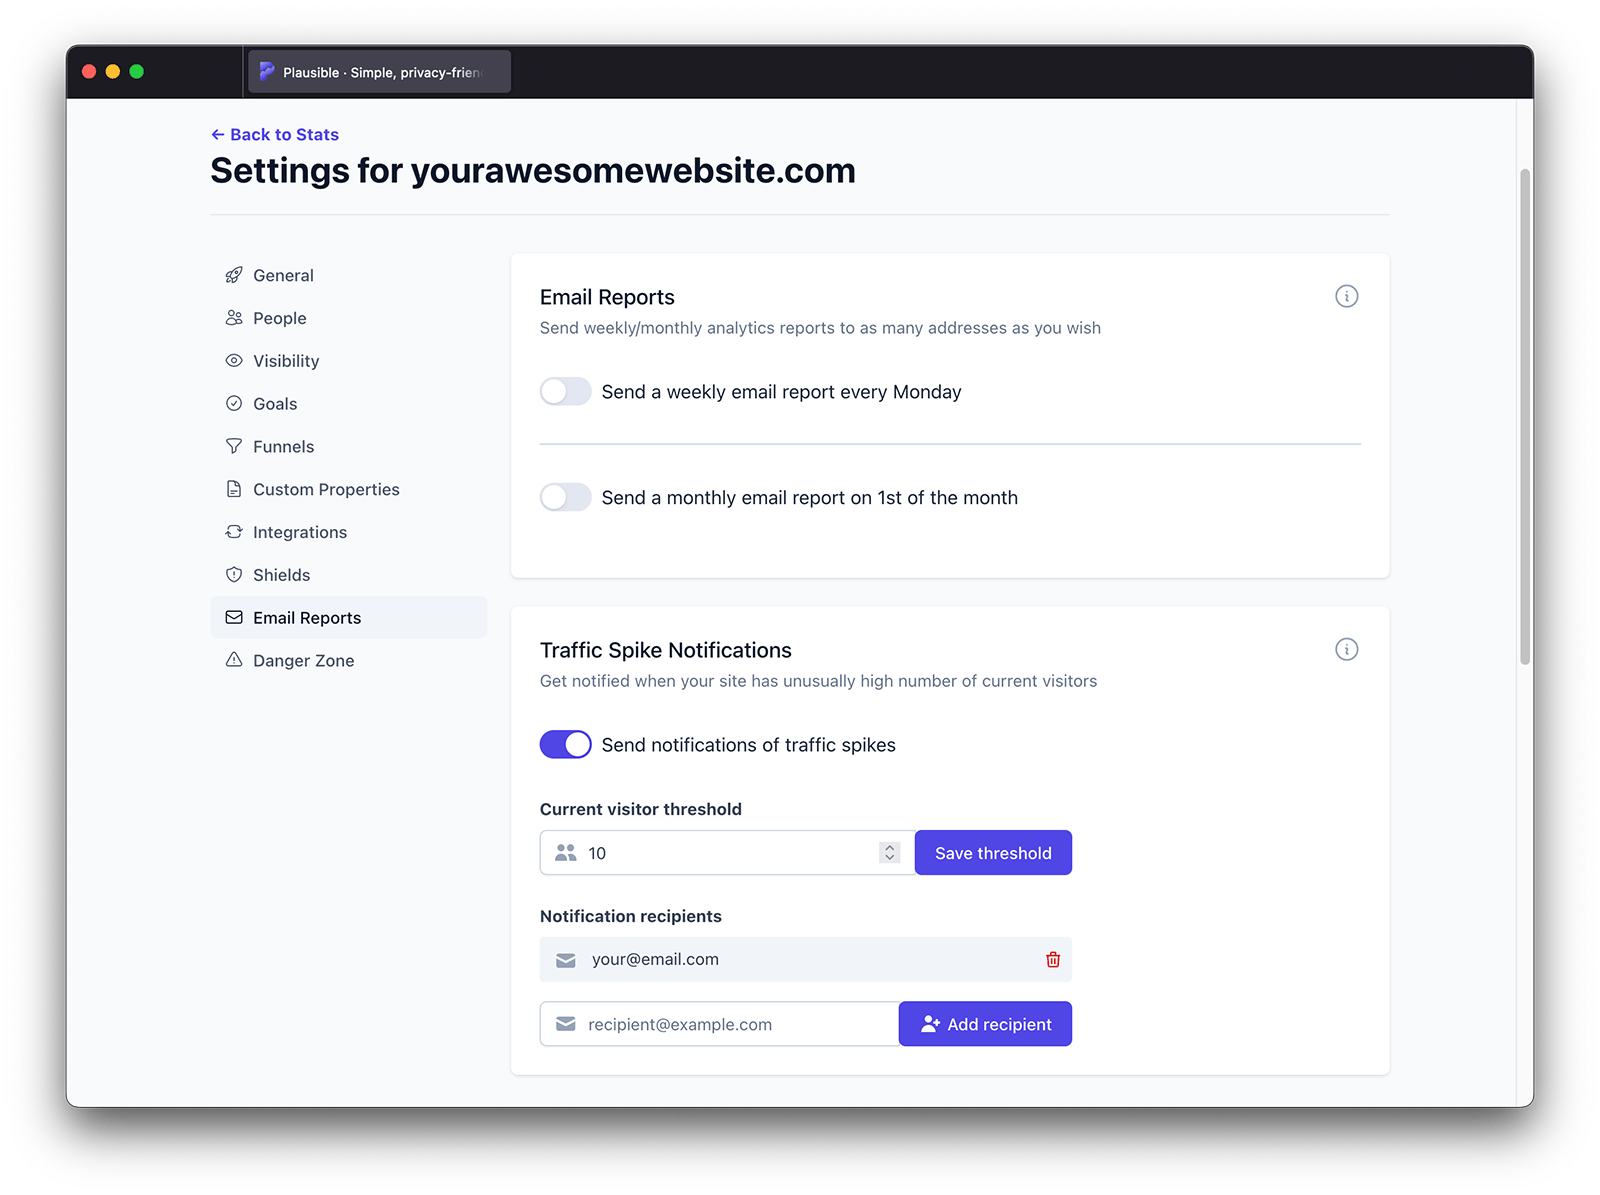 Plausible · Simple, privacy-frien
← Back to Stats
Settings for yourawesomewebsite.com
General
People
Visibility
Goals
Funnels
Custom Properties
Integrations
Shields
Email Reports
Danger Zone
Email Reports
Send weekly/monthly analytics reports to as many addresses as you wish
Send a weekly email report every Monday
Send a monthly email report on 1st of the month
Traffic Spike Notifications
Get notified when your site has unusually high number of current visitors
Send notifications of traffic spikes
Current visitor threshold
10
Save threshold
Notification recipients
your@email.com
recipient@example.com
Add recipient